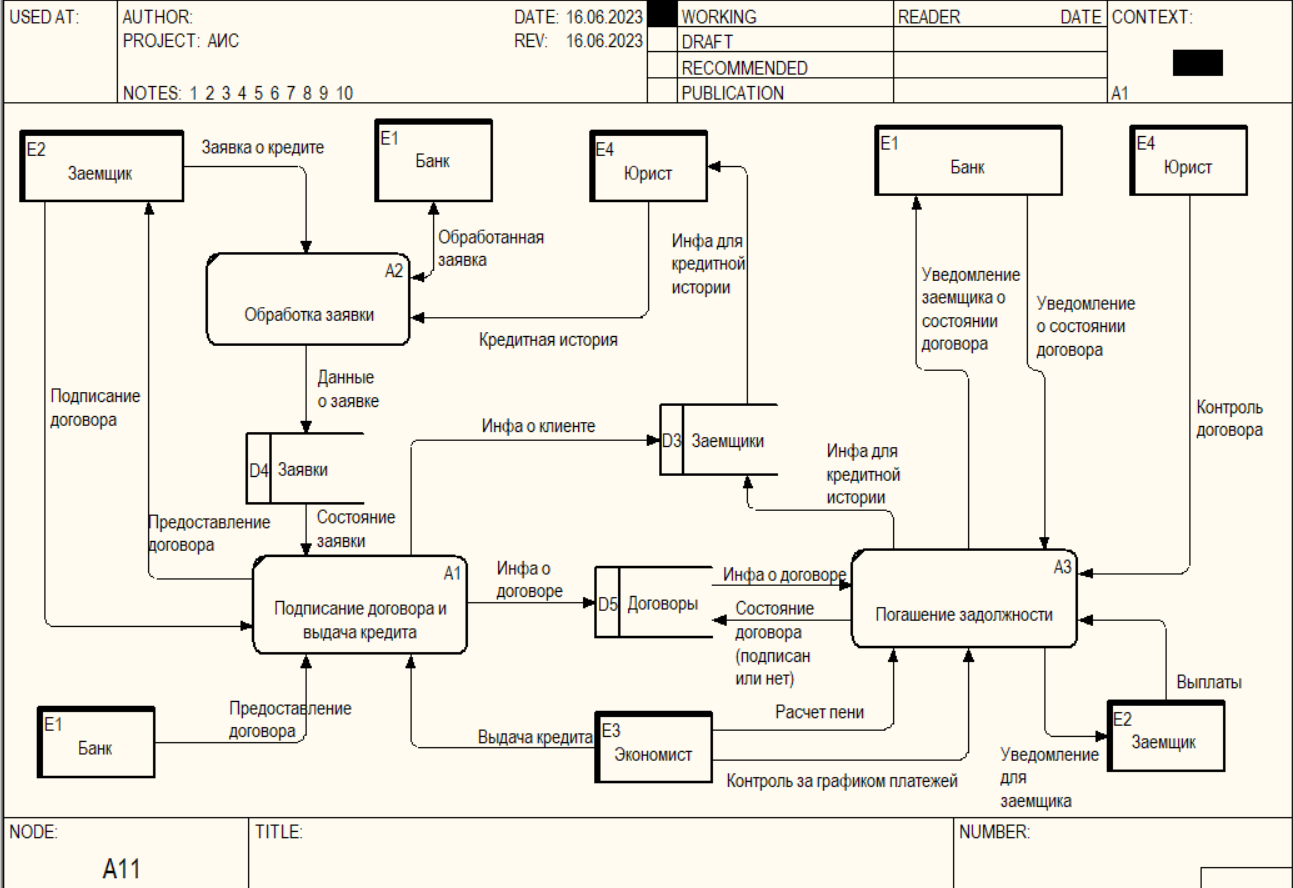 USED AT:
AUTHOR:
DATE: 16.06.2023
WORKING
READER
DATE
CONTEXT:
PROJECT: АИС
REV: 16.06.2023
DRAFT
RECOMMENDED
NOTES: 1 2 3 4 5 6 7 8 9 10
PUBLICATION
A1
E2
Заемщик
Заявка о кредите
E1
Банк
E4
Юрист
E1
Банк
E4
Юрист
Обработанная
заявка
Инфа для
кредитной
истории
A2
Обработка заявки
Уведомление
заемщика о
состоянии
договора
Уведомление
о состоянии
договора
Кредитная история
Данные
о заявке
Подписание
договора
Контроль
договора
Инфа о клиенте
D3
Заемщики
D4
Заявки
Инфа для
кредитной
истории
Предоставление
договора
Состояние
заявки
A1
Подписание договора и
выдача кредита
Инфа о
договоре
D5
Договоры
Инфа о договоре
Состояние
договора
(подписан
или нет)
A3
Погашение задолжности
Выплаты
E1
Банк
Предоставление
договора
Выдача кредита
E3
Экономист
Расчет пени
Контроль за графиком платежей
Уведомление
для
заемщика
E2
Заемщик
NODE:
TITLE:
NUMBER:
A11